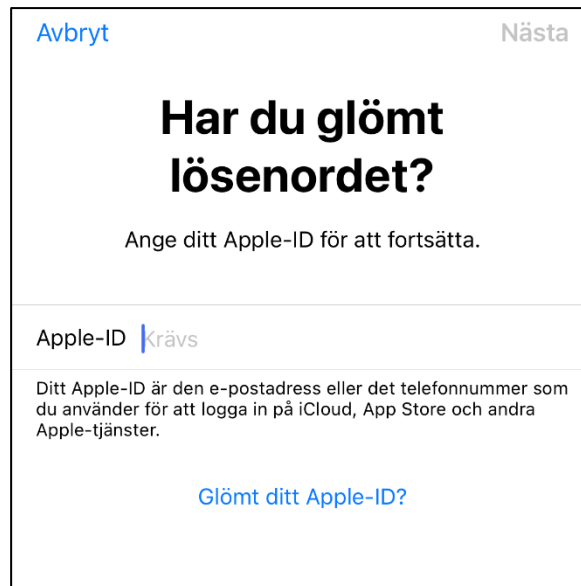 Avbryt
Nästa
Har du glömt
lösenordet?
Ange ditt Apple-ID för att fortsätta.
Apple-ID Krävs
Ditt Apple-ID är den e-postadress eller det telefonnummer som
du använder för att logga in på iCloud, App Store och andra
Apple-tjänster.
Glömt ditt Apple-ID?